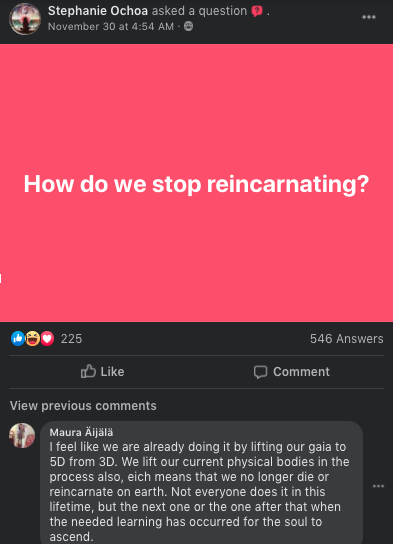 Stephanie Ochoa asked a question
November 30 at 4:54 AM ·
How do we stop reincarnating?
225
546 Answers
Like
Comment
View previous comments
Maura Äijälä
I feel like we are already doing it by lifting our gaia to
5D from 3D. We lift our current physical bodies in the
process also, eich means that we no longer die or
reincarnate on earth. Not everyone does it in this
lifetime, but the next one or the one after that when
the needed learning has occurred for the soul to
ascend.